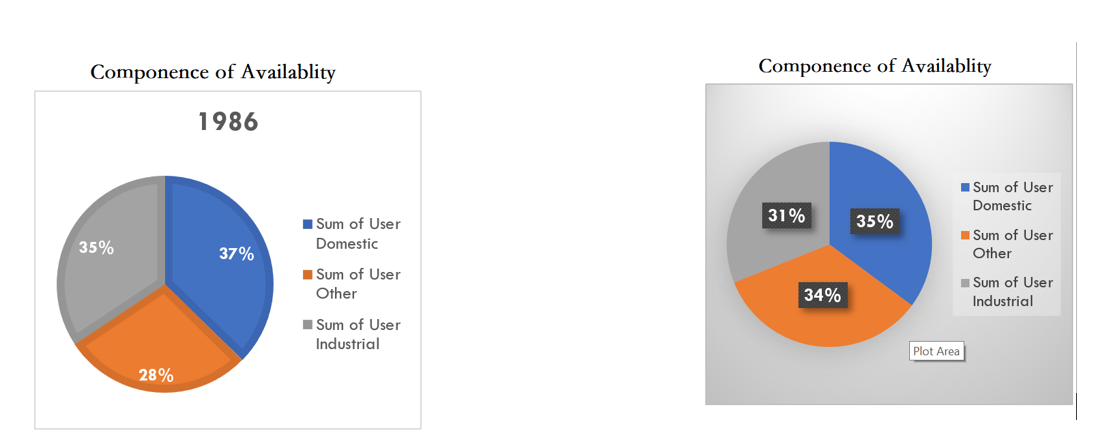 Componence of Availablity
1986
35%
37%
28%
Sum of User
Domestic
Sum of User
Other
Sum of User
Industrial
Componence of Availablity
31%
35%
34%
Sum of User
Domestic
Sum of User
Other
Sum of User
Industrial
Plot Area